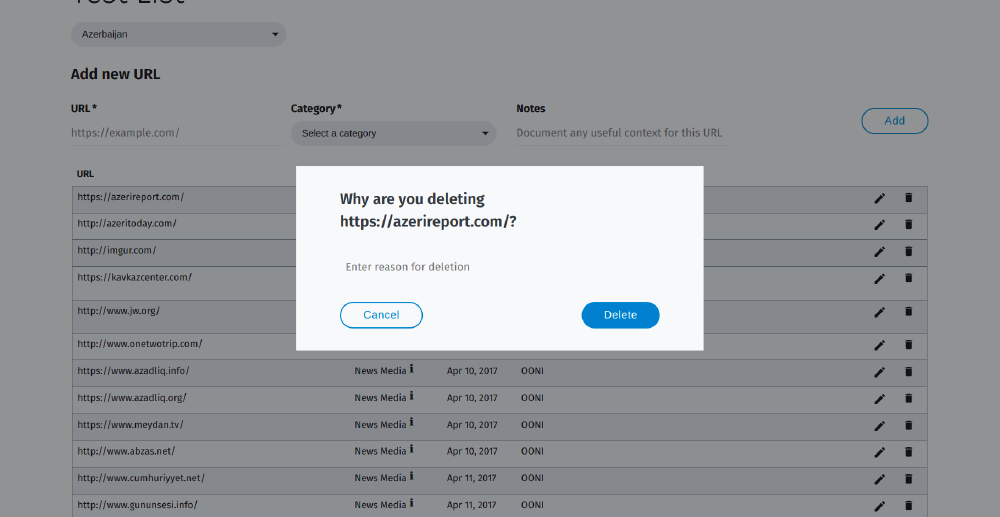 Test List
Azerbaijan
Add new URL
URL* Category* Notes
https://example.com/ Select a category Document any useful context for this URL Add
URL
https://azerireport.com/
http://azeritoday.com/
http://imgur.com/
https://kavkazcenter.com/
http://www.jw.org/
http://www.onetwotrip.com/
Why are you deleting
https://azerireport.com/?
Enter reason for deletion
Cancel Delete
https://www.azadliq.info/ News Media Apr 10, 2017 OONI
https://www.azadliq.org/ News Media Apr 10, 2017 OONI
https://www.meydan.tv/ News Media Apr 10, 2017 OONI
http://www.abzas.net/ News Media Apr 10, 2017 OONI
http://www.cumhuriyyet.net/ News Media Apr 11, 2017 OONI
http://www.gununsesi.info/ News Media Apr 11, 2017 OONI